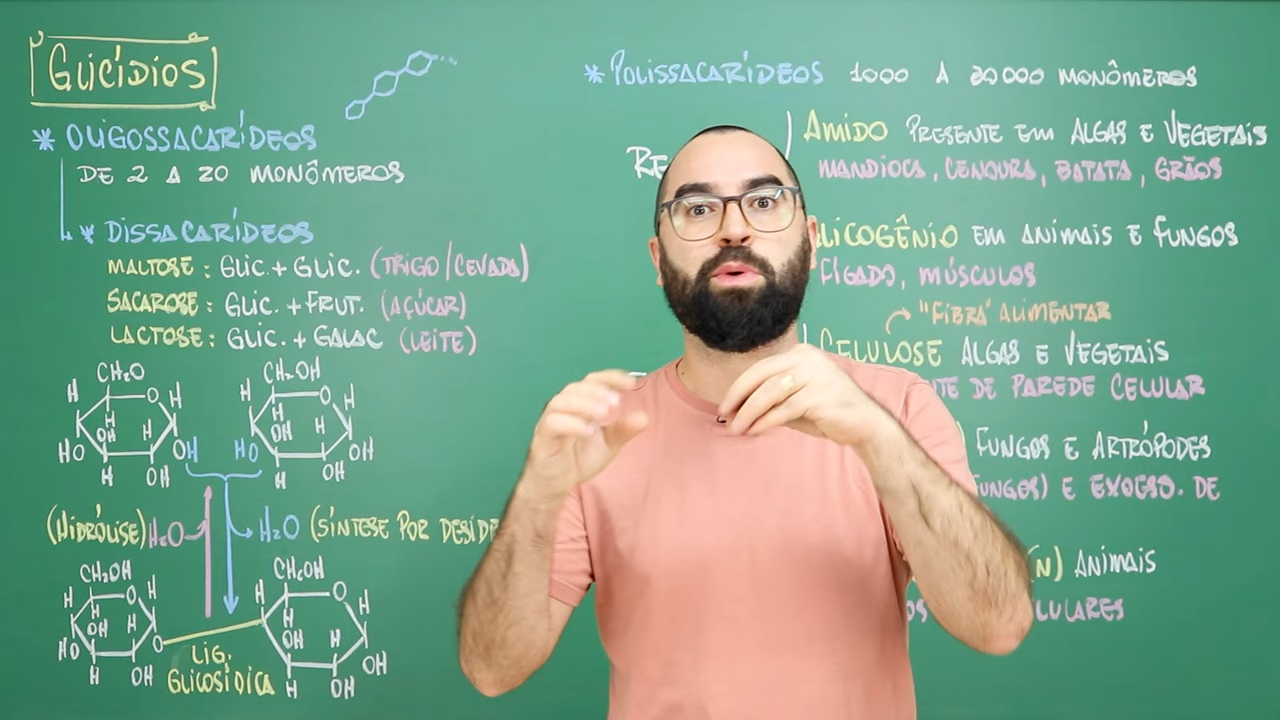 GLICÍDIOS
* OLIGOSSACARÍDEOS
DE 2 A 20 MONÔMEROS
* DISSACARÍDEOS
MALTOSE : GLIC. + GLIC. (TRIGO/CEVADA)
SACAROSE : GLIC. + FRUT. (AÇÚCAR)
LACTOSE : GLIC. + GALAC (LEITE)
CH₂O
CH₂OH
H O H H O H
H OH H OH
H H H H
HO OH HO OH
H OH H OH
(HIDRÓLISE) H₂O H₂O (SÍNTESE POR DESIDE
CH₂OH
CH₂OH
H O H O H
H OH H OH
H H
HO O OH
H OH H OH
LIG.
GLICOSÍDICA
* POLISSACARÍDEOS 1000 A 20000 MONÔMEROS
RE
AMIDO PRESENTE EM ALGAS E VEGETAIS
MANDIOCA, CENOURA, BATATA, GRÃOS
LICOGÊNIO EM ANIMAIS E FUNGOS
FÍGADO, MÚSCULOS
"FIBRA" ALIMENTAR
CELULOSE ALGAS E VEGETAIS
NTE DE PAREDE CELULAR
FUNGOS E ARTRÓPODES
UNGOS) E EXOESQ. DE
(N) ANIMAIS
OS LULARES